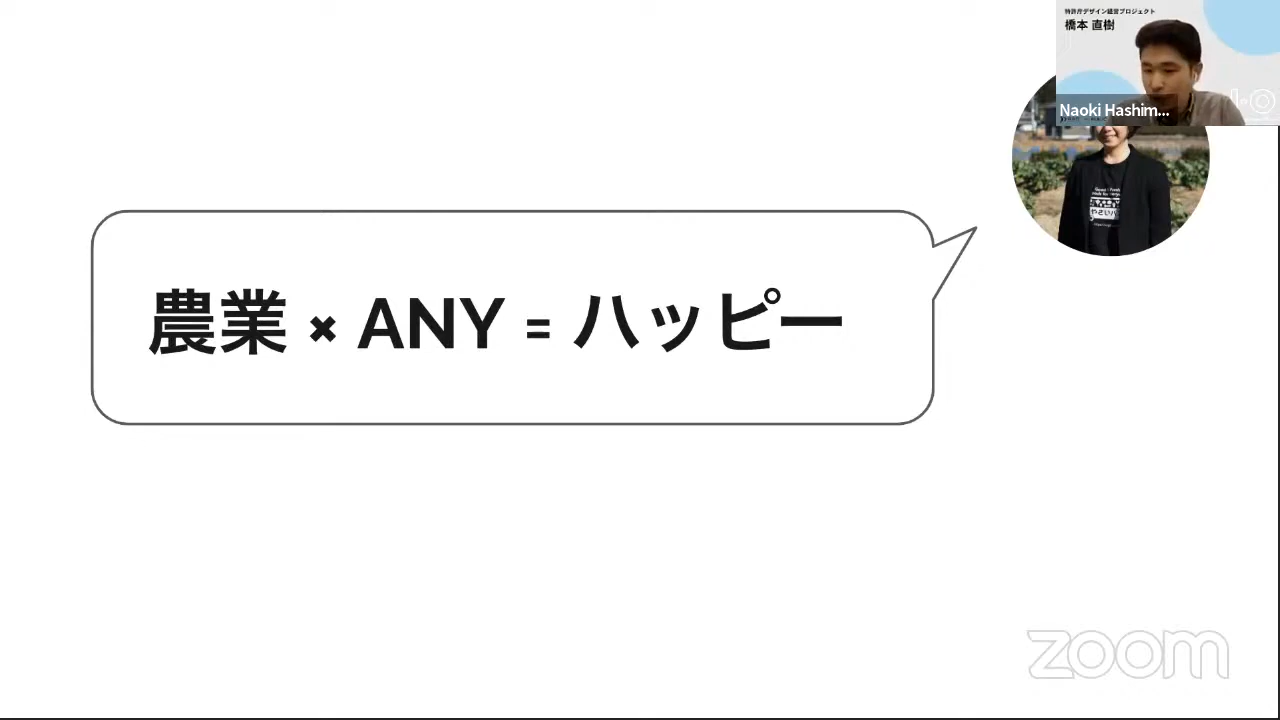 特許庁デザイン経営プロジェクト
橋本 直樹
Naoki Hashim...
農業 × ANY = ハッピー
zoom